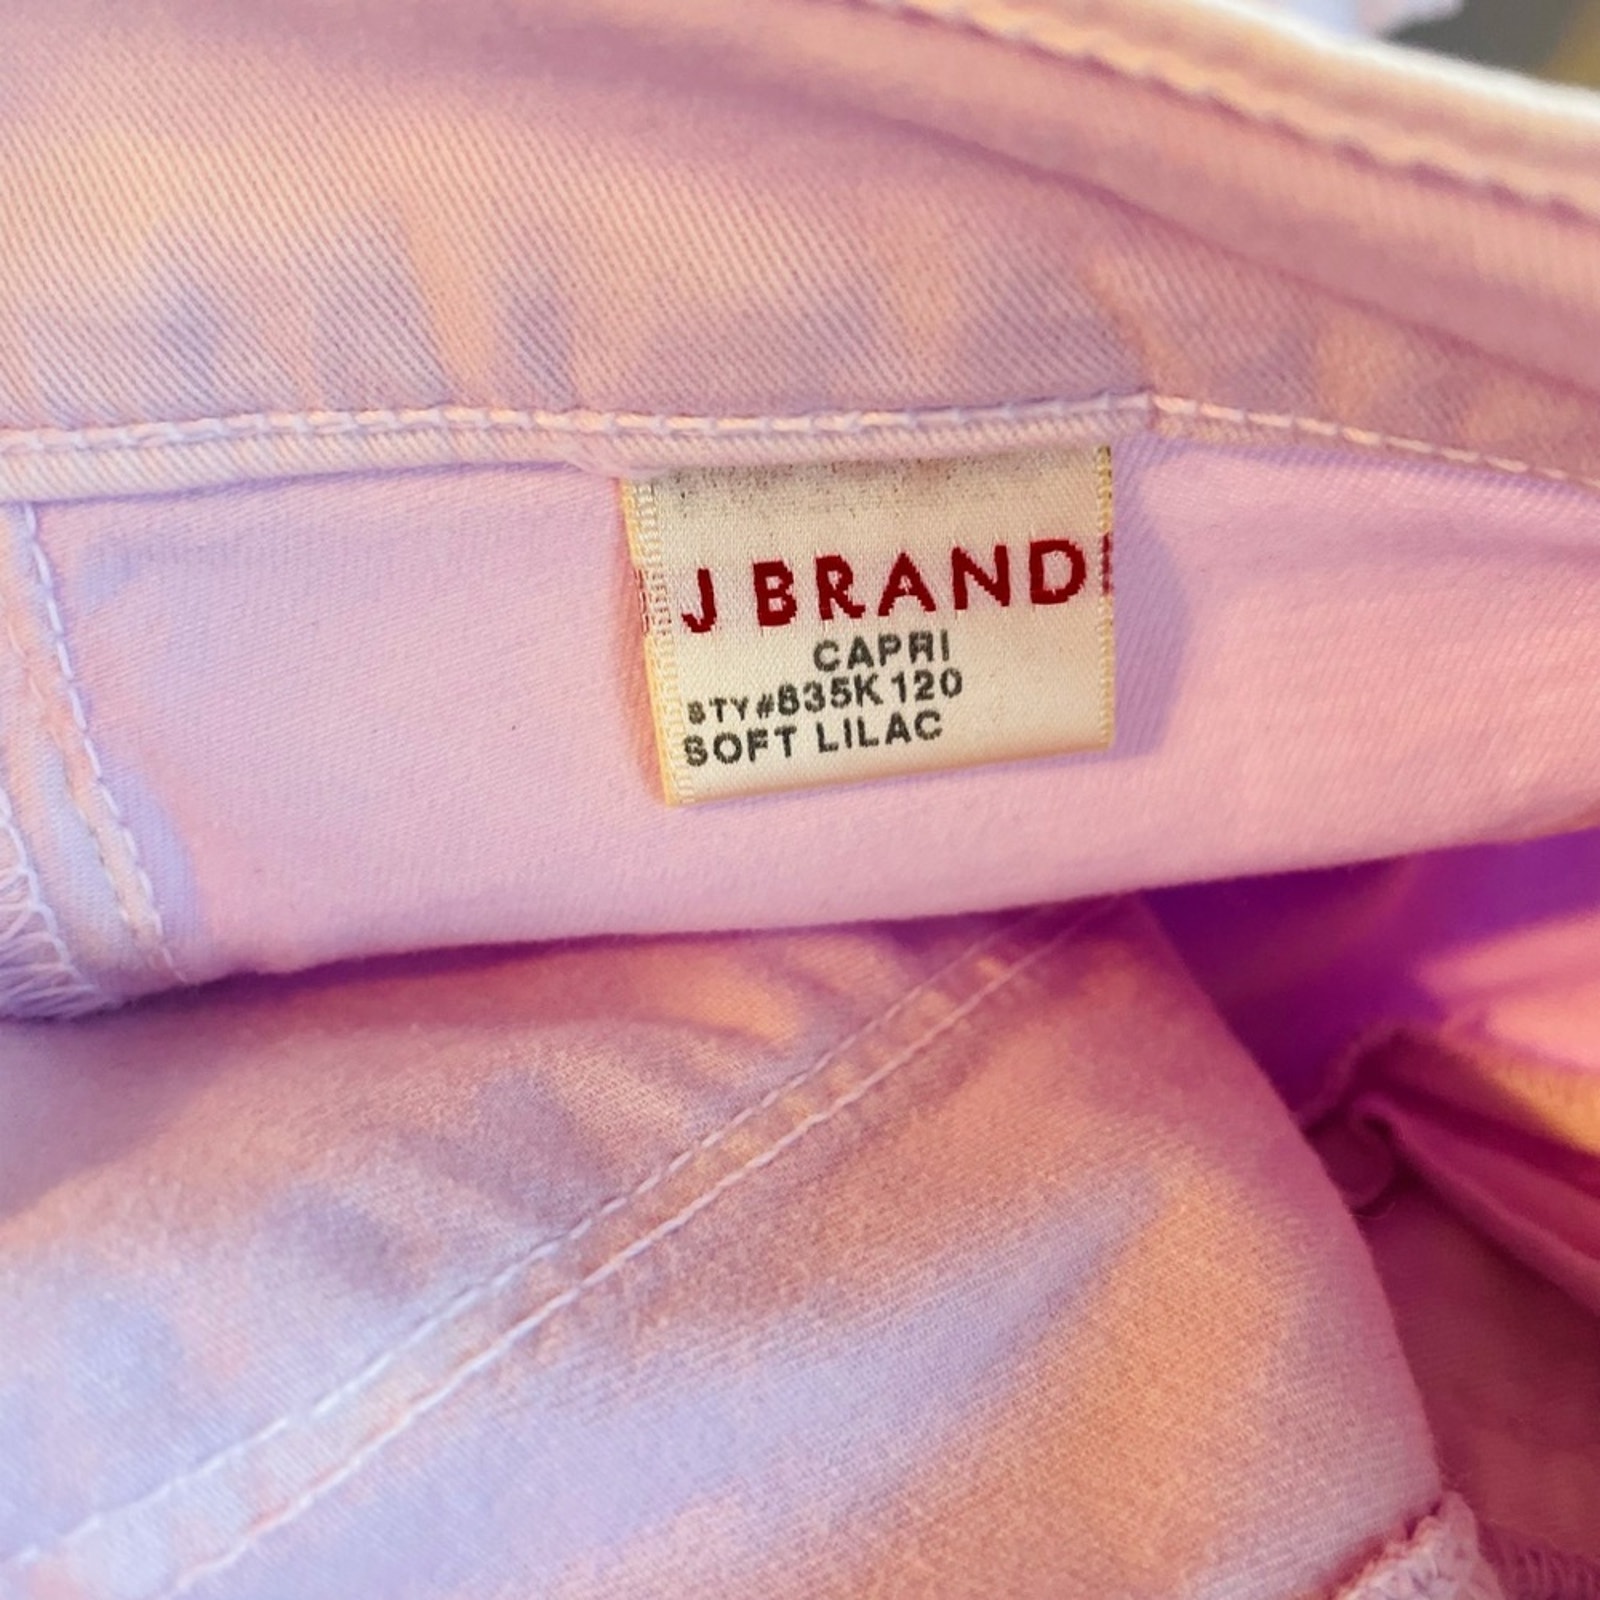 J BRAND
CAPRI
STY#835K120
SOFT LILAC